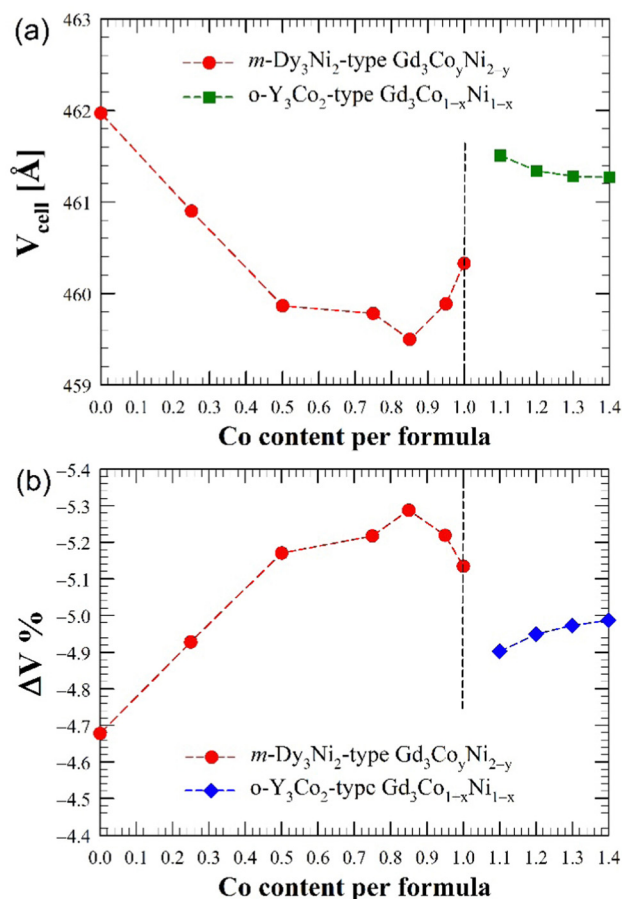 (a)
463
462
461
460
459
V_cell [Å]
m-Dy₃Ni₂-type Gd₃CoyNi₂₋y
o-Y₃Co₂-type Gd₃Co₁₋ₓNi₁₋ₓ
0.0 0.1 0.2 0.3 0.4 0.5 0.6 0.7 0.8 0.9 1.0 1.1 1.2 1.3 1.4
Co content per formula
(b)
−5.4
−5.3
−5.2
−5.1
−5.0
−4.9
−4.8
−4.7
−4.6
−4.5
−4.4
ΔV %
m-Dy₃Ni₂-type Gd₃CoyNi₂₋y
o-Y₃Co₂-type Gd₃Co₁₋ₓNi₁₋ₓ
0.0 0.1 0.2 0.3 0.4 0.5 0.6 0.7 0.8 0.9 1.0 1.1 1.2 1.3 1.4
Co content per formula